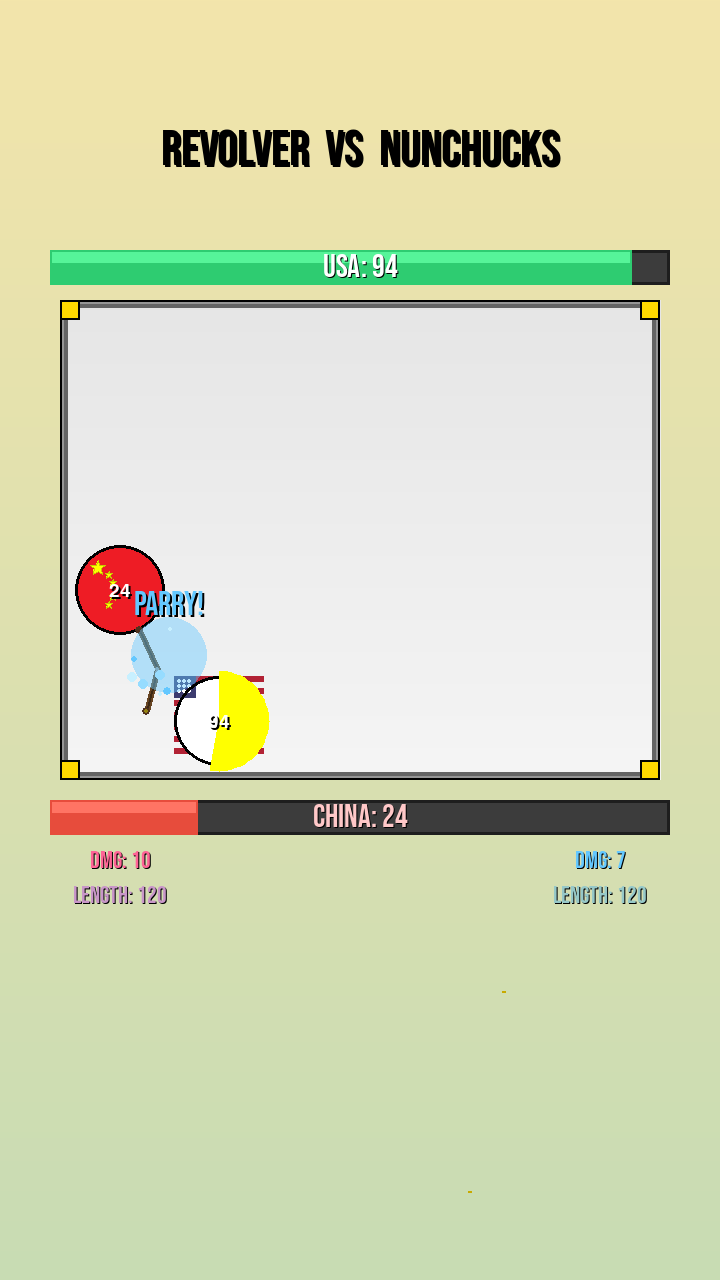 REVOLVER VS NUNCHUCKS
USA: 94
24
PARRY!
94
CHINA: 24
DMG: 10
DMG: 7
LENGTH: 120
LENGTH: 120